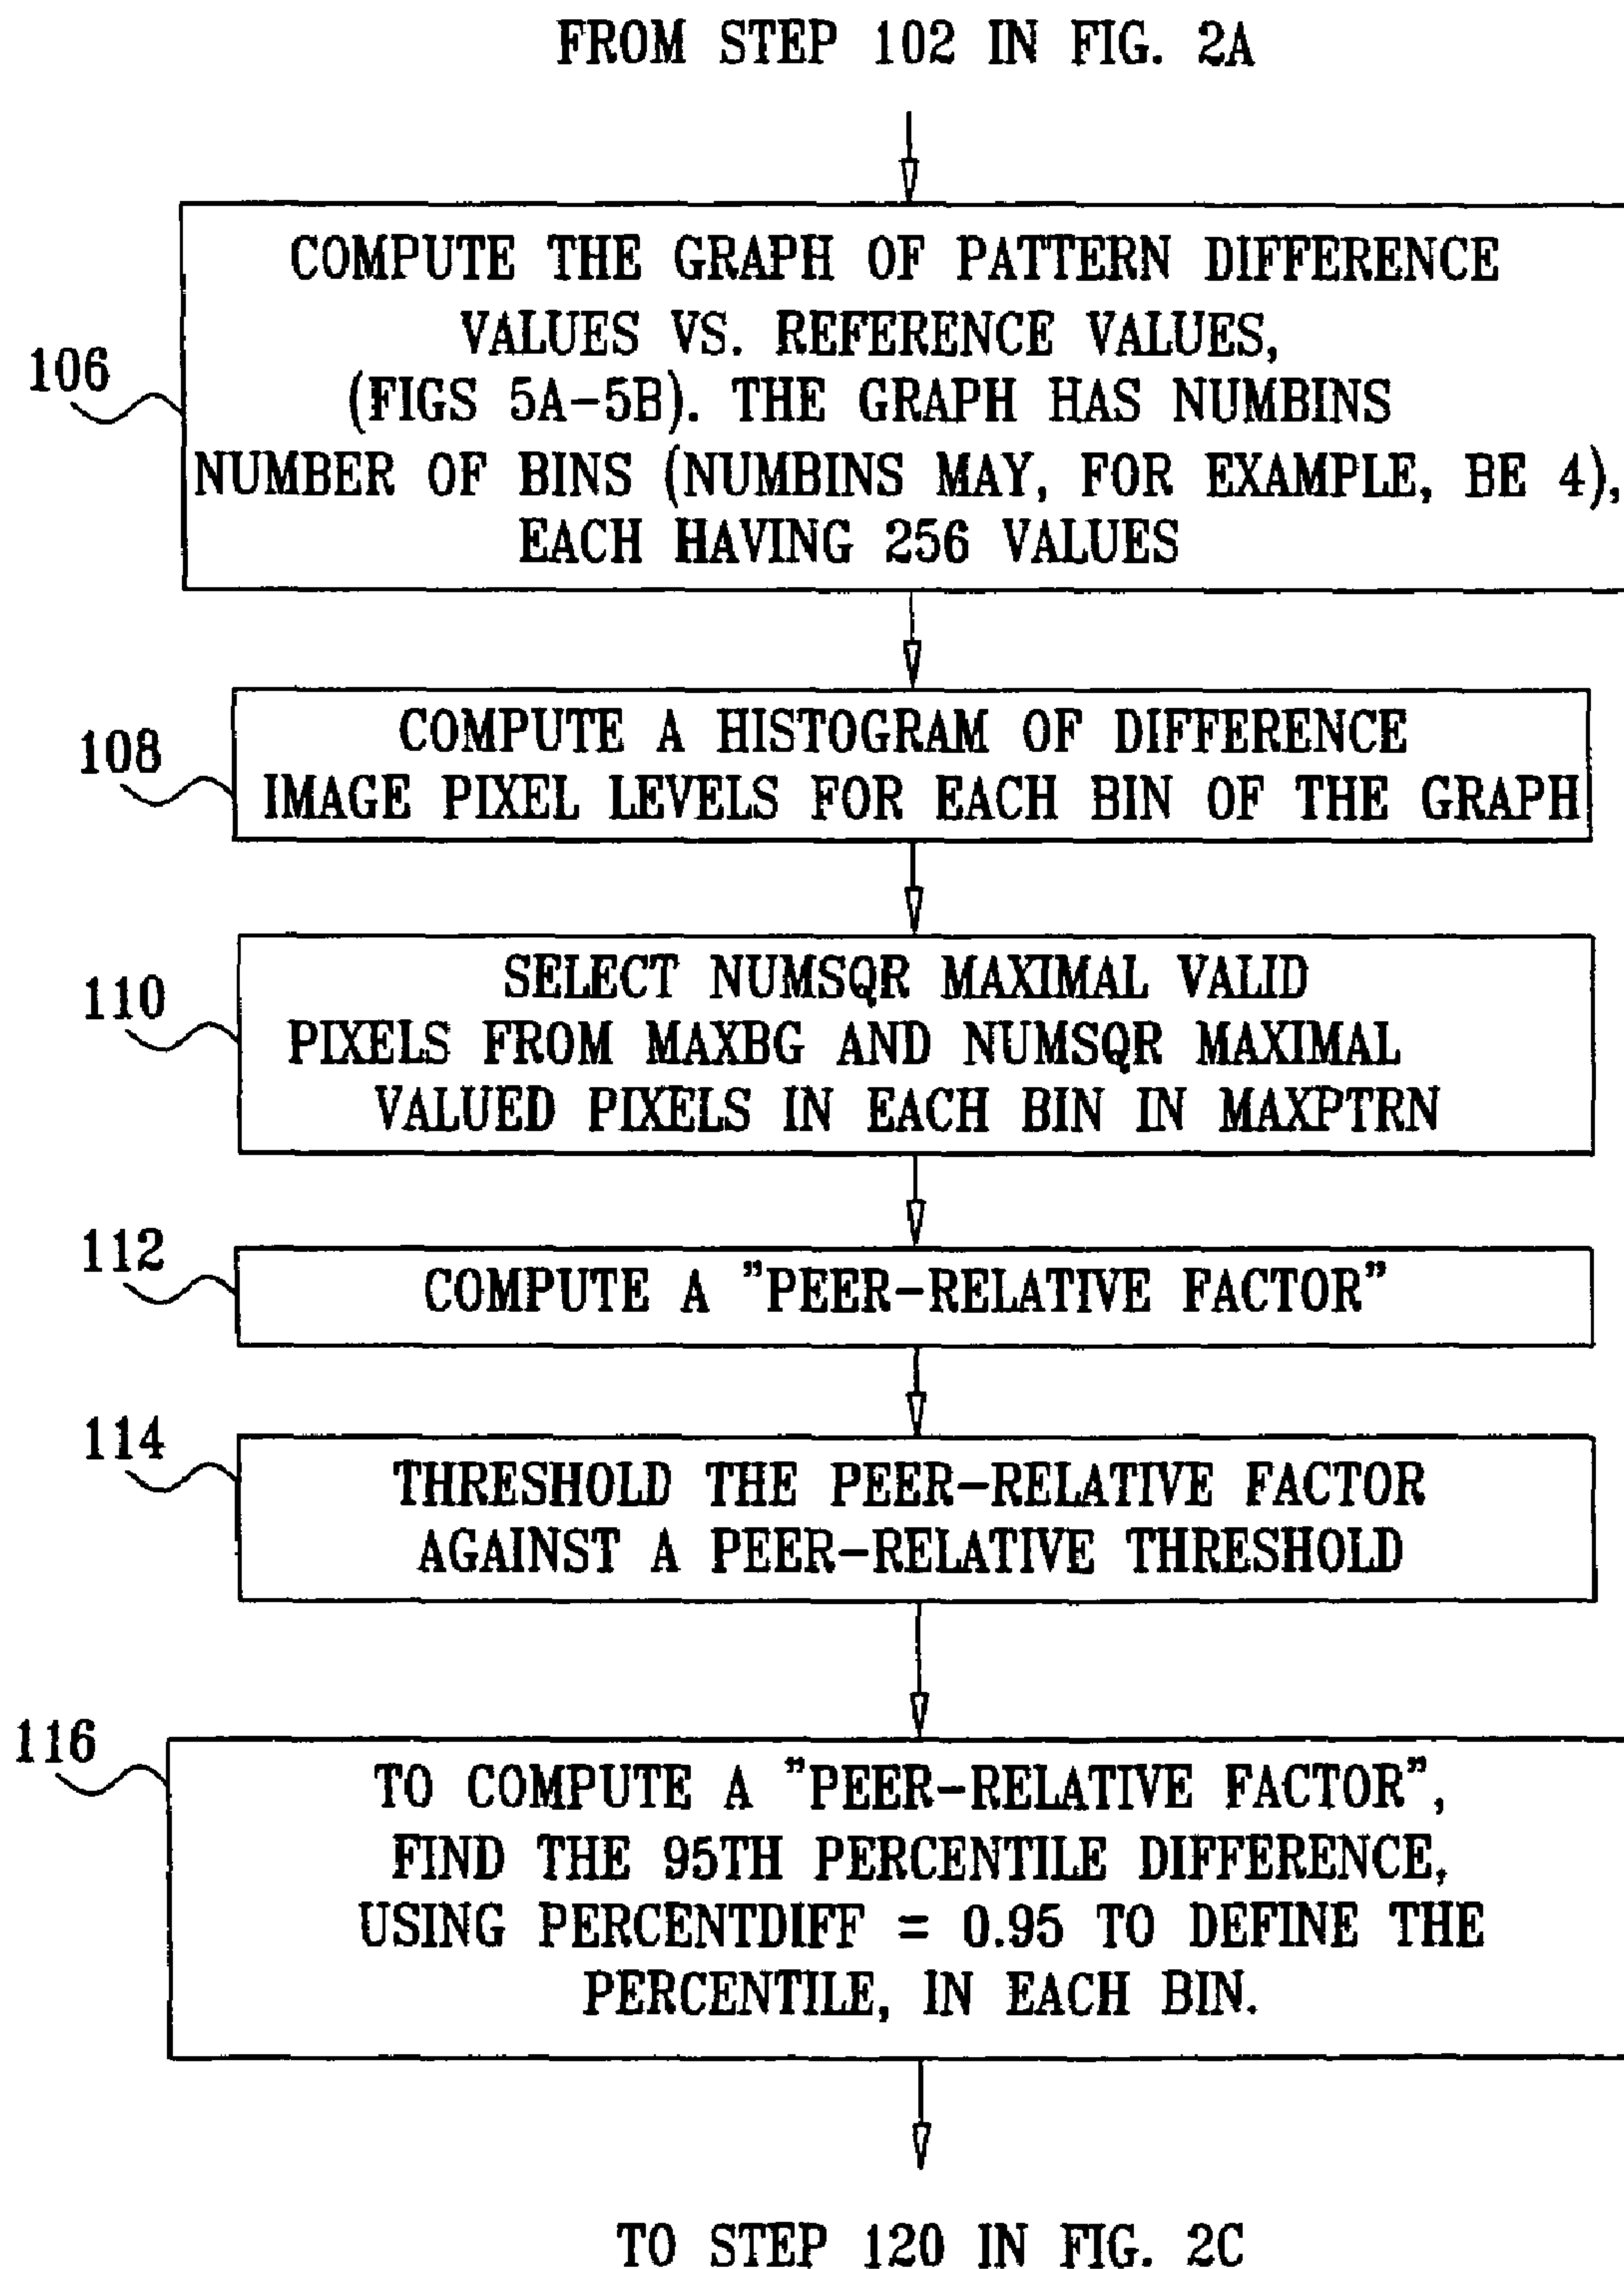 FROM STEP 102 IN FIG. 2A
106
COMPUTE THE GRAPH OF PATTERN DIFFERENCE
VALUES VS. REFERENCE VALUES,
(FIGS 5A-5B). THE GRAPH HAS NUMBINS
NUMBER OF BINS (NUMBINS MAY, FOR EXAMPLE, BE 4),
EACH HAVING 256 VALUES
108
COMPUTE A HISTOGRAM OF DIFFERENCE
IMAGE PIXEL LEVELS FOR EACH BIN OF THE GRAPH
110
SELECT NUMSQR MAXIMAL VALID
PIXELS FROM MAXBG AND NUMSQR MAXIMAL
VALUED PIXELS IN EACH BIN IN MAXPTRN
112
COMPUTE A "PEER-RELATIVE FACTOR"
114
THRESHOLD THE PEER-RELATIVE FACTOR
AGAINST A PEER-RELATIVE THRESHOLD
116
TO COMPUTE A "PEER-RELATIVE FACTOR",
FIND THE 95TH PERCENTILE DIFFERENCE,
USING PERCENTDIFF = 0.95 TO DEFINE THE
PERCENTILE, IN EACH BIN.
TO STEP 120 IN FIG. 2C